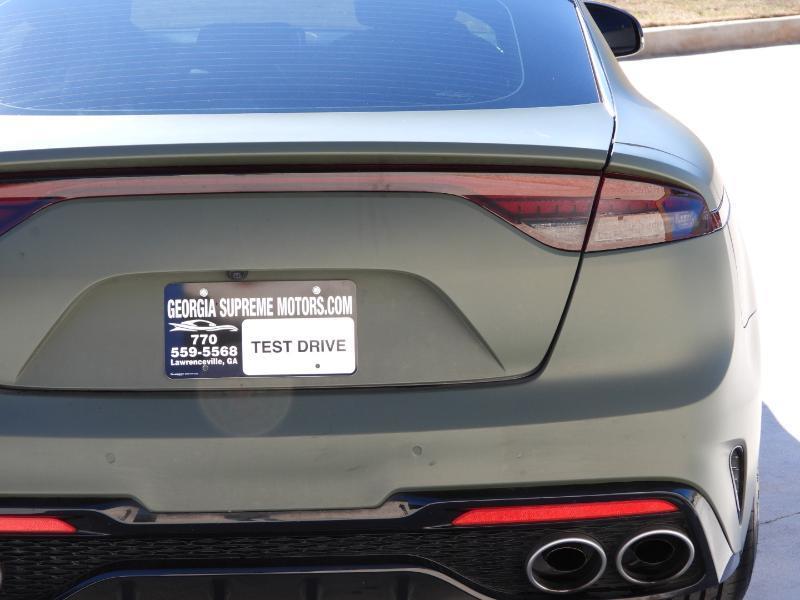 GEORGIA SUPREME MOTORS.COM
770
559-5568
Lawrenceville, GA
TEST DRIVE